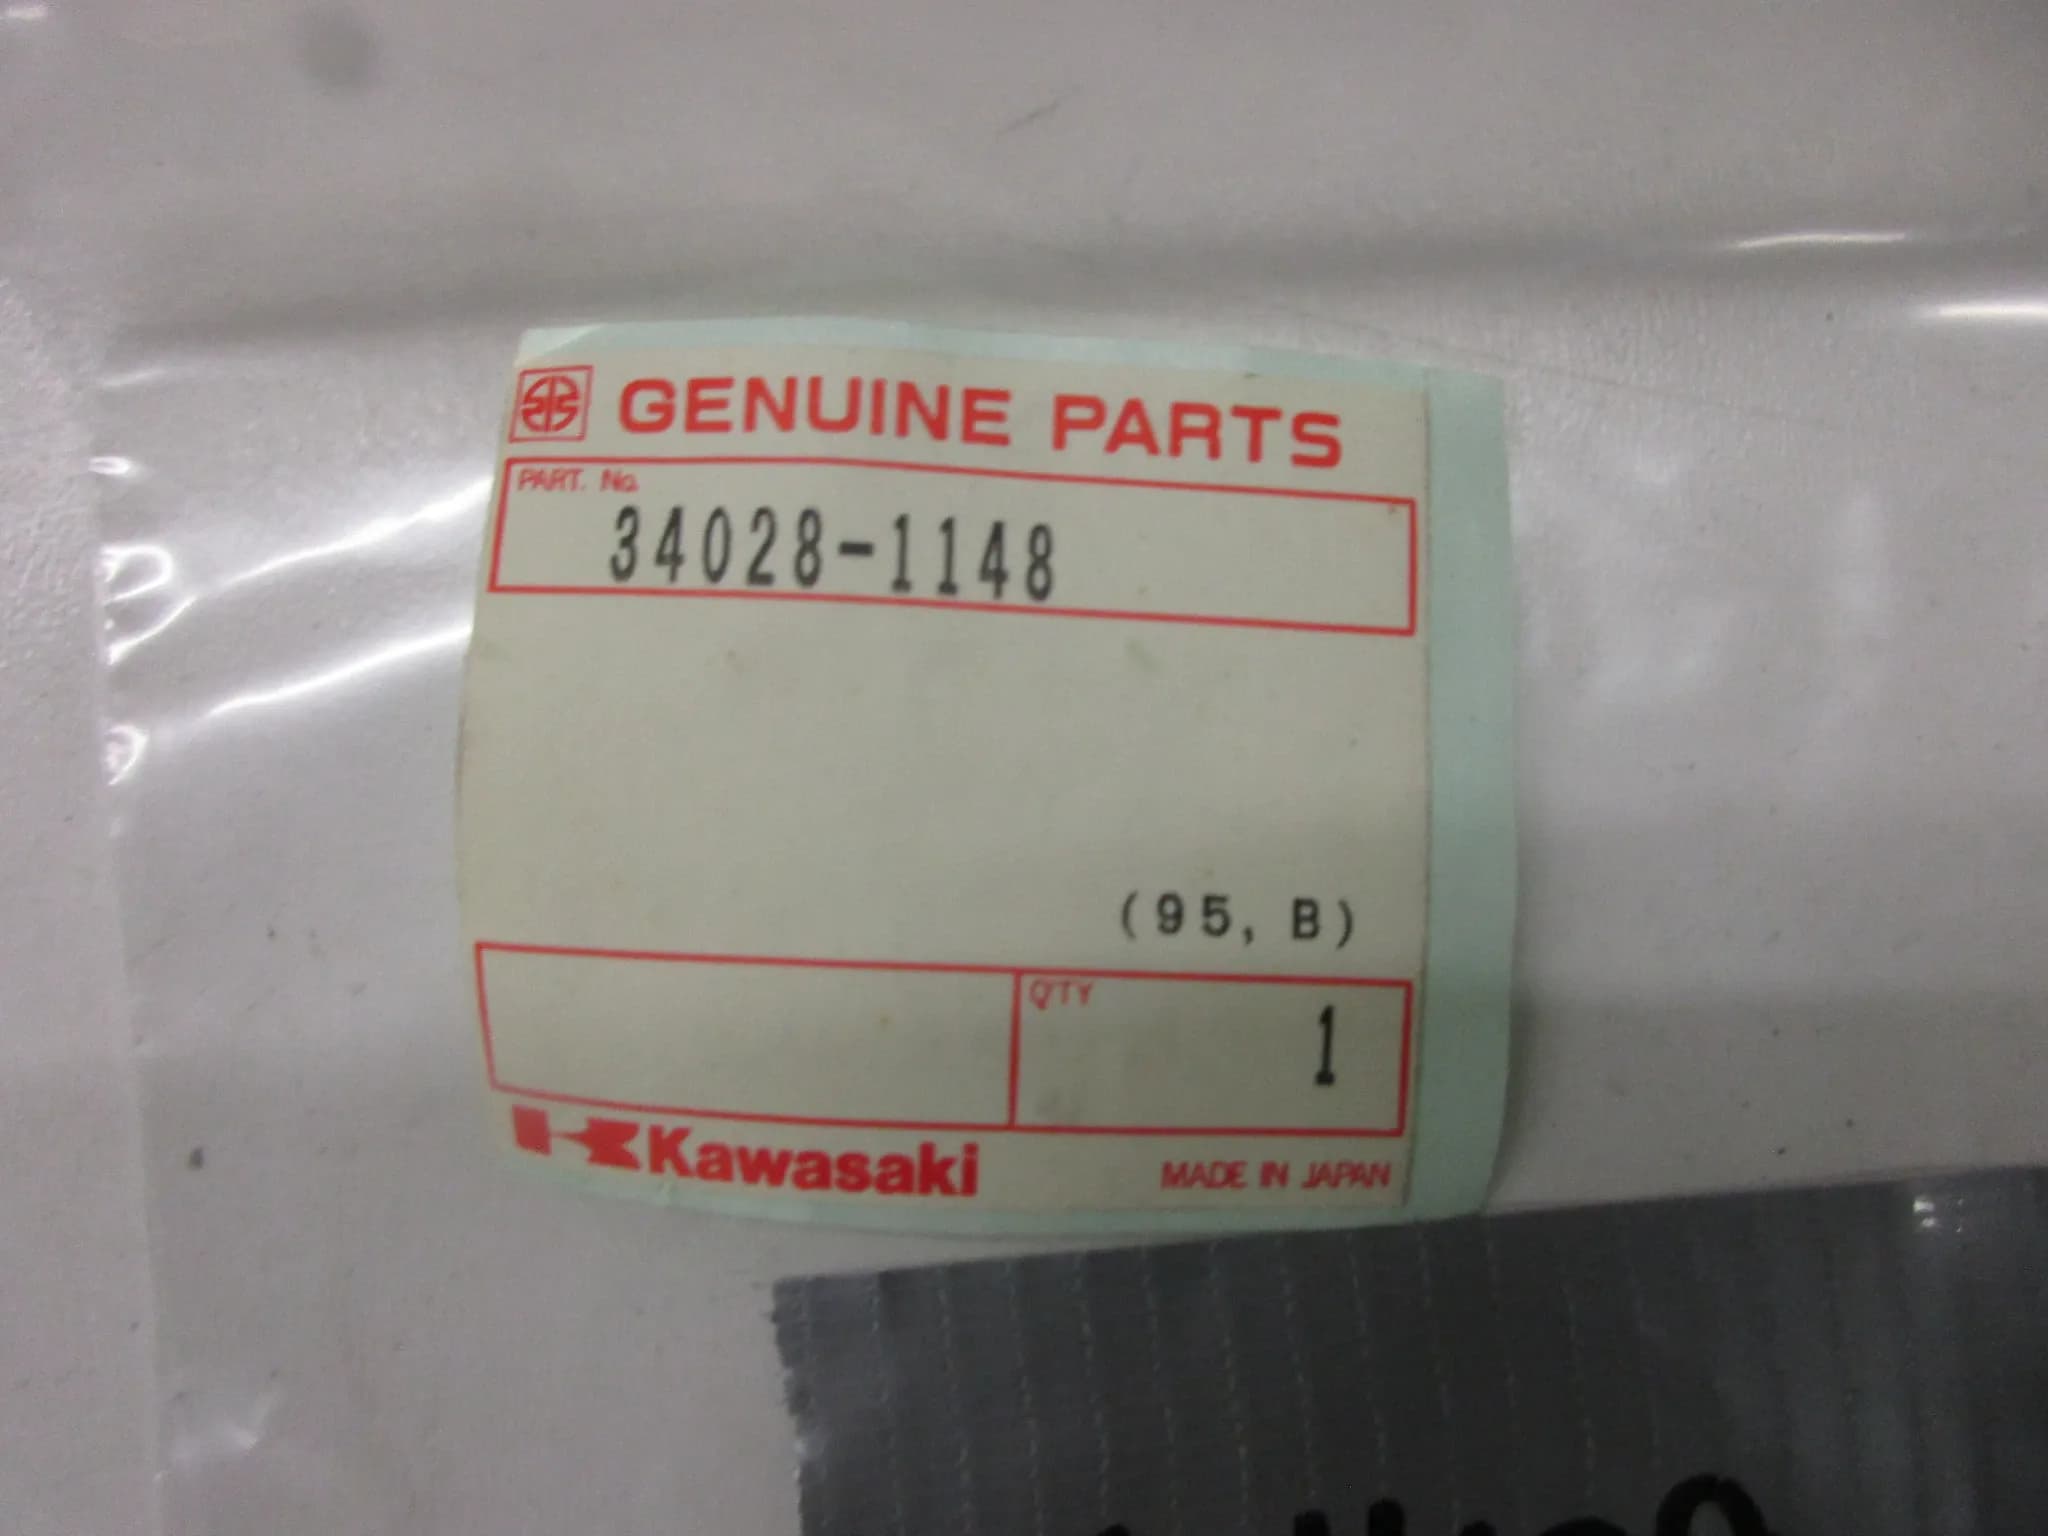 GENUINE PARTS
PART. No.
34028-1148
(95, B)
Q'TY
1
Kawasaki
MADE IN JAPAN